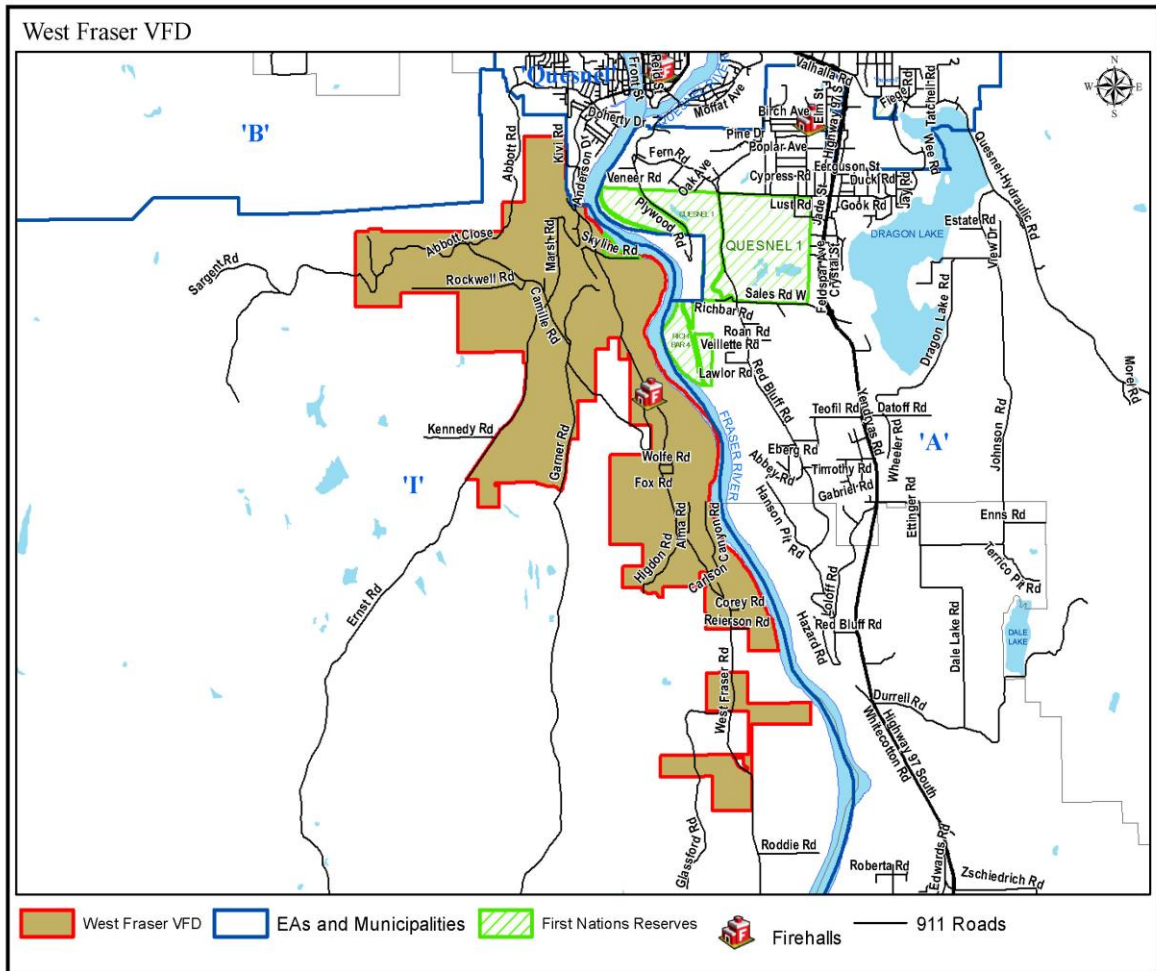 West Fraser VFD
'Quesnel'
Front St
Reid St
QUESNEL RIVER
Moffat Ave
Valhalla Rd
Elm St
Highway 97 S
Fiege Rd
Tatchell Rd
N
W
E
S
'B'
Abbott Rd
Kivi Rd
Anderson Dr
Doherty Dr
Birch Ave
Pine Dr
Poplar Ave
Fern Rd
Oak Ave
Veneer Rd
Cypress Rd
Ferguson St
Duck Rd
Wee Rd
Jay Rd
Quesnel-Hydraulic Rd
Plywood Rd
QUESNEL 1
Lust Rd
Jade St
Gook Rd
Estate Rd
View Dr
DRAGON LAKE
QUESNEL 1
Abbott Close
Marsh Rd
Skyline Rd
Sargent Rd
Rockwell Rd
Camille Rd
Feldspar Ave
Crystal St
Sales Rd W
Richbar Rd
Roan Rd
Veillette Rd
RICH
BAR 4
Lawlor Rd
Dragon Lake Rd
Morel Rd
Red Bluff Rd
Teofil Rd
Datoff Rd
Yendryas Rd
Wheeler Rd
'A'
Johnson Rd
Kennedy Rd
Garner Rd
'I'
Wolfe Rd
Fox Rd
FRASER RIVER
Eberg Rd
Abbey Rd
Timrothy Rd
Gabriel Rd
Hanson Pit Rd
Ettinger Rd
Enns Rd
Terrico Pit Rd
Alma Rd
Higdon Rd
Carlson
Canyon Rd
Corey Rd
Reierson Rd
Ernst Rd
Loloff Rd
Hazard Rd
Red Bluff Rd
Dale Lake Rd
DALE
LAKE
West Fraser Rd
Durrell Rd
Highway 97 South
Whitecotton Rd
Glassford Rd
Roddie Rd
Roberta Rd
Edwards Rd
Zschiedrich Rd
West Fraser VFD
EAs and Municipalities
First Nations Reserves
Firehalls
911 Roads